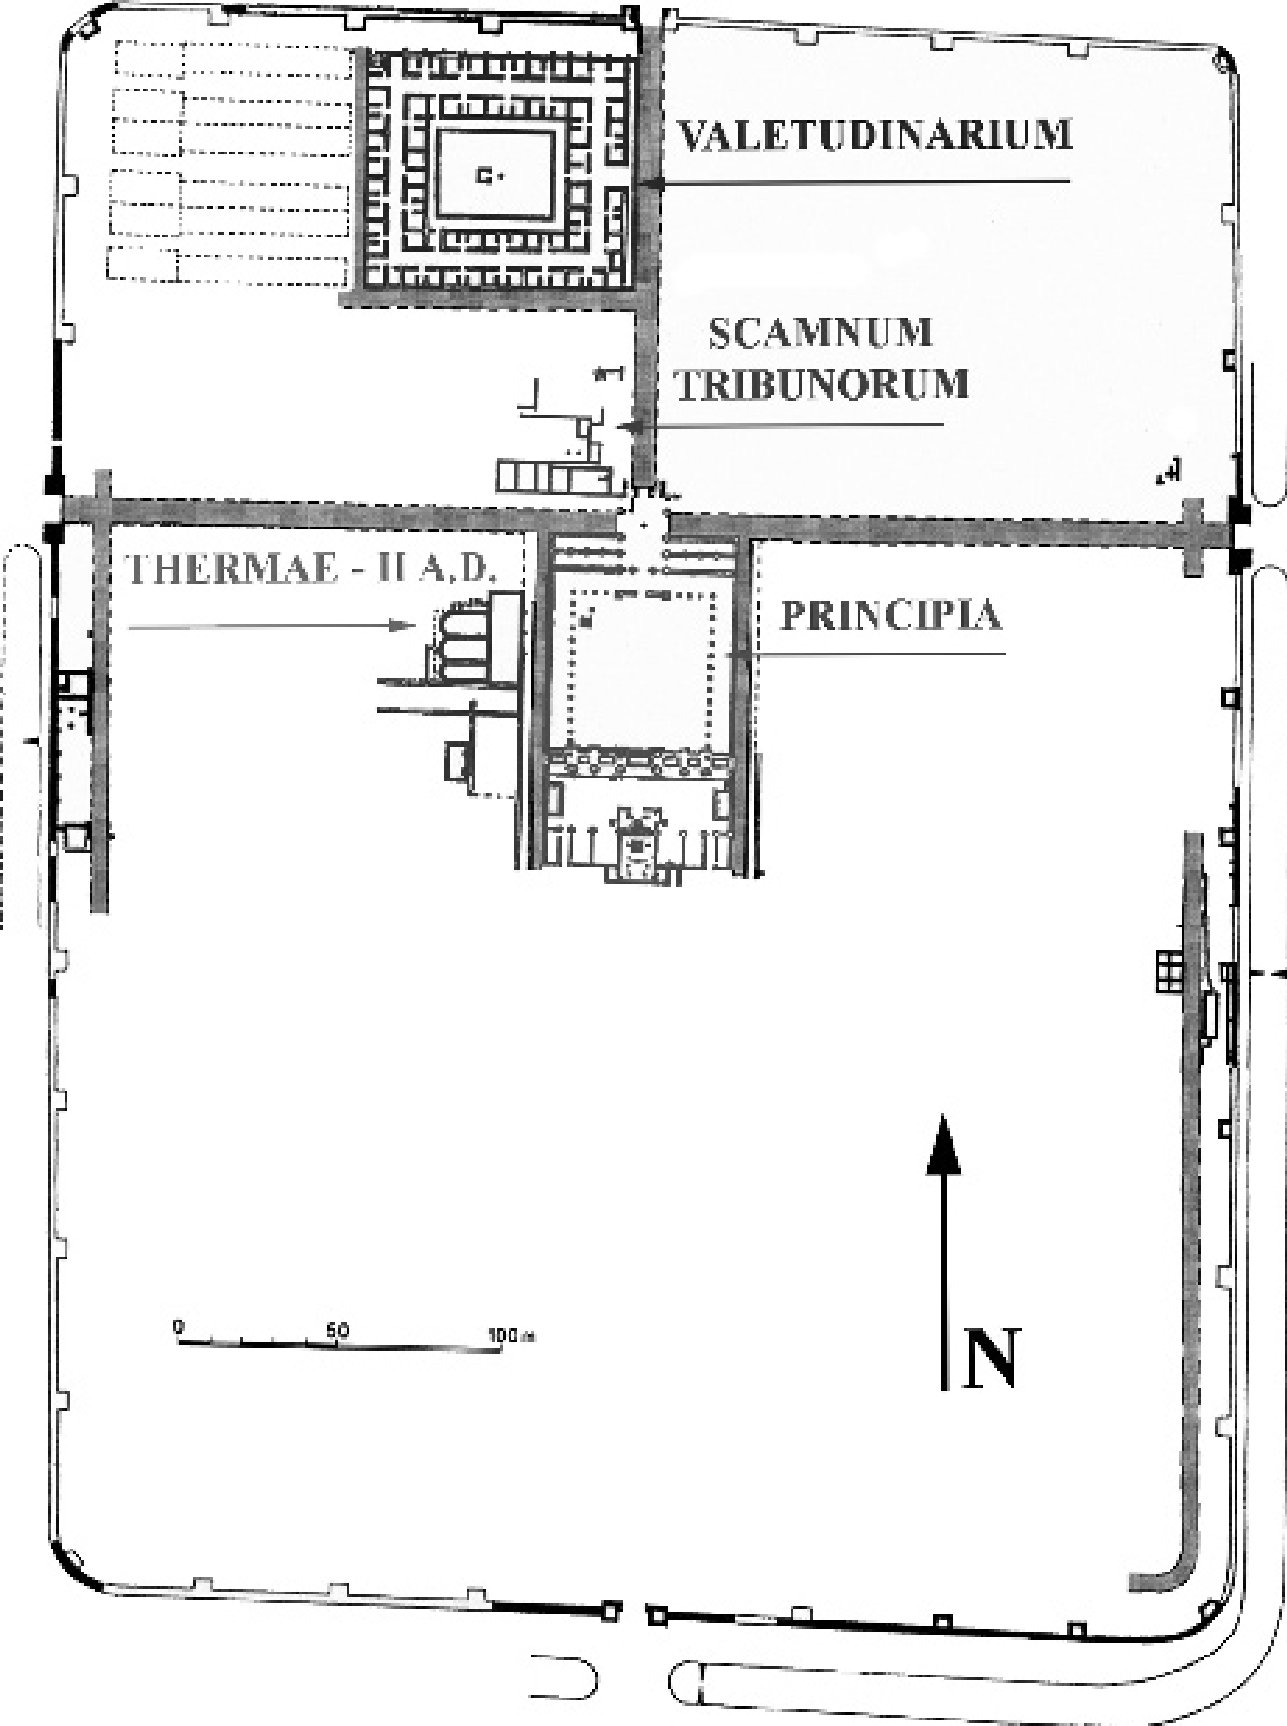 C
VALETUDINARIUM
SCAMNUM
TRIBUNORUM
THERMAE - II A.D.
PRINCIPIA
0 50 100 m
N